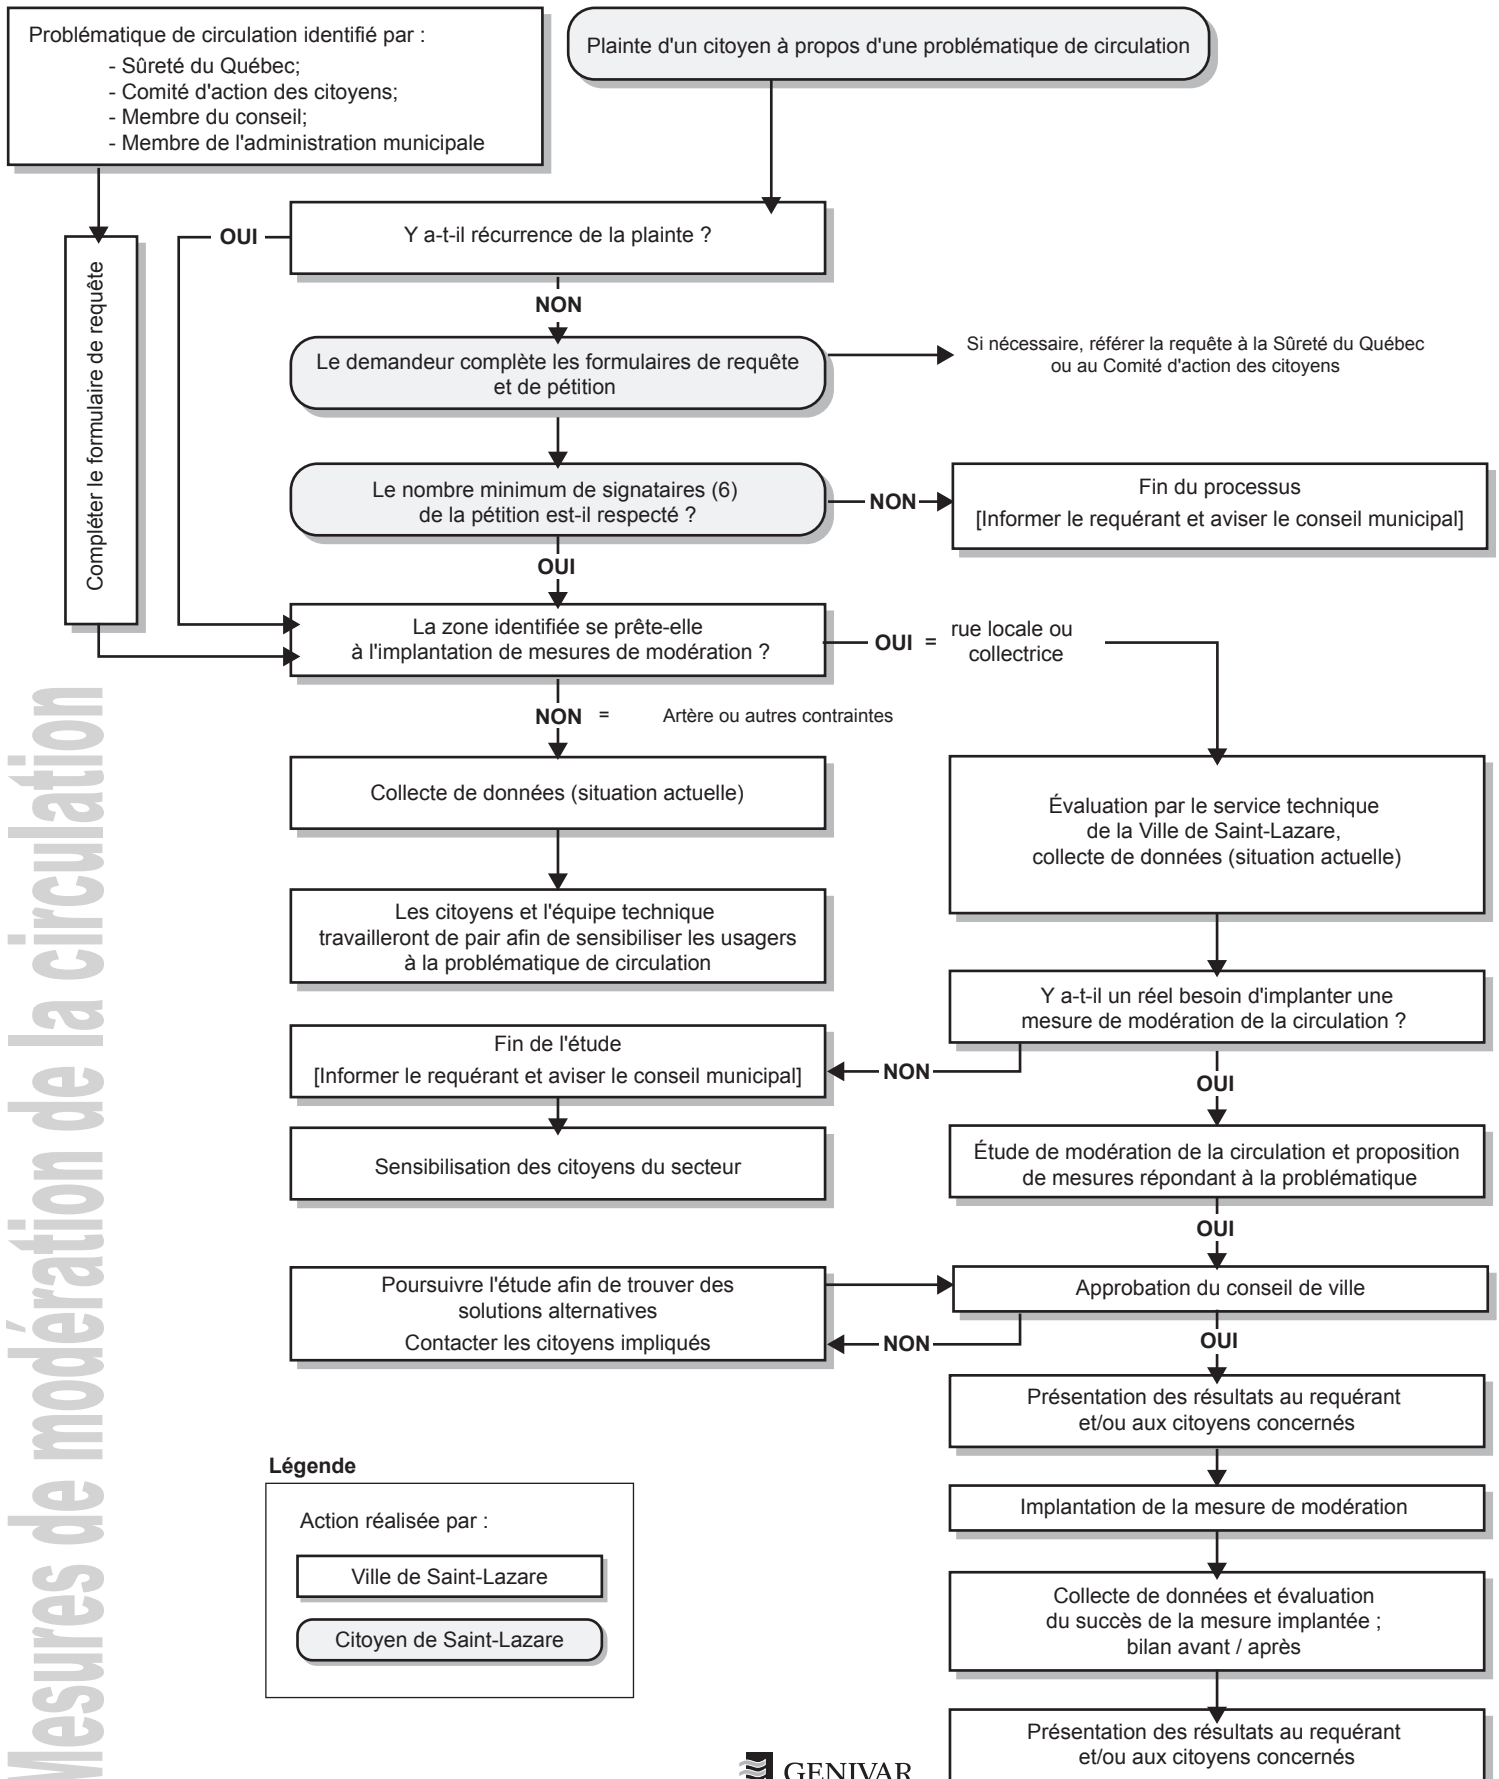 Problématique de circulation identifié par :
- Sûreté du Québec;
- Comité d'action des citoyens;
- Membre du conseil;
- Membre de l'administration municipale
Plainte d'un citoyen à propos d'une problématique de circulation
Compléter le formulaire de requête
OUI
Y a-t-il récurrence de la plainte ?
NON
Le demandeur complète les formulaires de requête
et de pétition
Si nécessaire, référer la requête à la Sûreté du Québec
ou au Comité d'action des citoyens
Le nombre minimum de signataires (6)
de la pétition est-il respecté ?
NON
Fin du processus
[Informer le requérant et aviser le conseil municipal]
OUI
La zone identifiée se prête-elle
à l'implantation de mesures de modération ?
OUI = rue locale ou
collectrice
NON = Artère ou autres contraintes
Collecte de données (situation actuelle)
Évaluation par le service technique
de la Ville de Saint-Lazare,
collecte de données (situation actuelle)
Les citoyens et l'équipe technique
travailleront de pair afin de sensibiliser les usagers
à la problématique de circulation
Y a-t-il un réel besoin d'implanter une
mesure de modération de la circulation ?
Fin de l'étude
[Informer le requérant et aviser le conseil municipal]
NON
OUI
Sensibilisation des citoyens du secteur
Étude de modération de la circulation et proposition
de mesures répondant à la problématique
OUI
Poursuivre l'étude afin de trouver des
solutions alternatives
Contacter les citoyens impliqués
Approbation du conseil de ville
NON
OUI
Présentation des résultats au requérant
et/ou aux citoyens concernés
Implantation de la mesure de modération
Collecte de données et évaluation
du succès de la mesure implantée ;
bilan avant / après
Présentation des résultats au requérant
et/ou aux citoyens concernés
Légende
Action réalisée par :
Ville de Saint-Lazare
Citoyen de Saint-Lazare
Mesures de modération de la circulation
GENIVAR